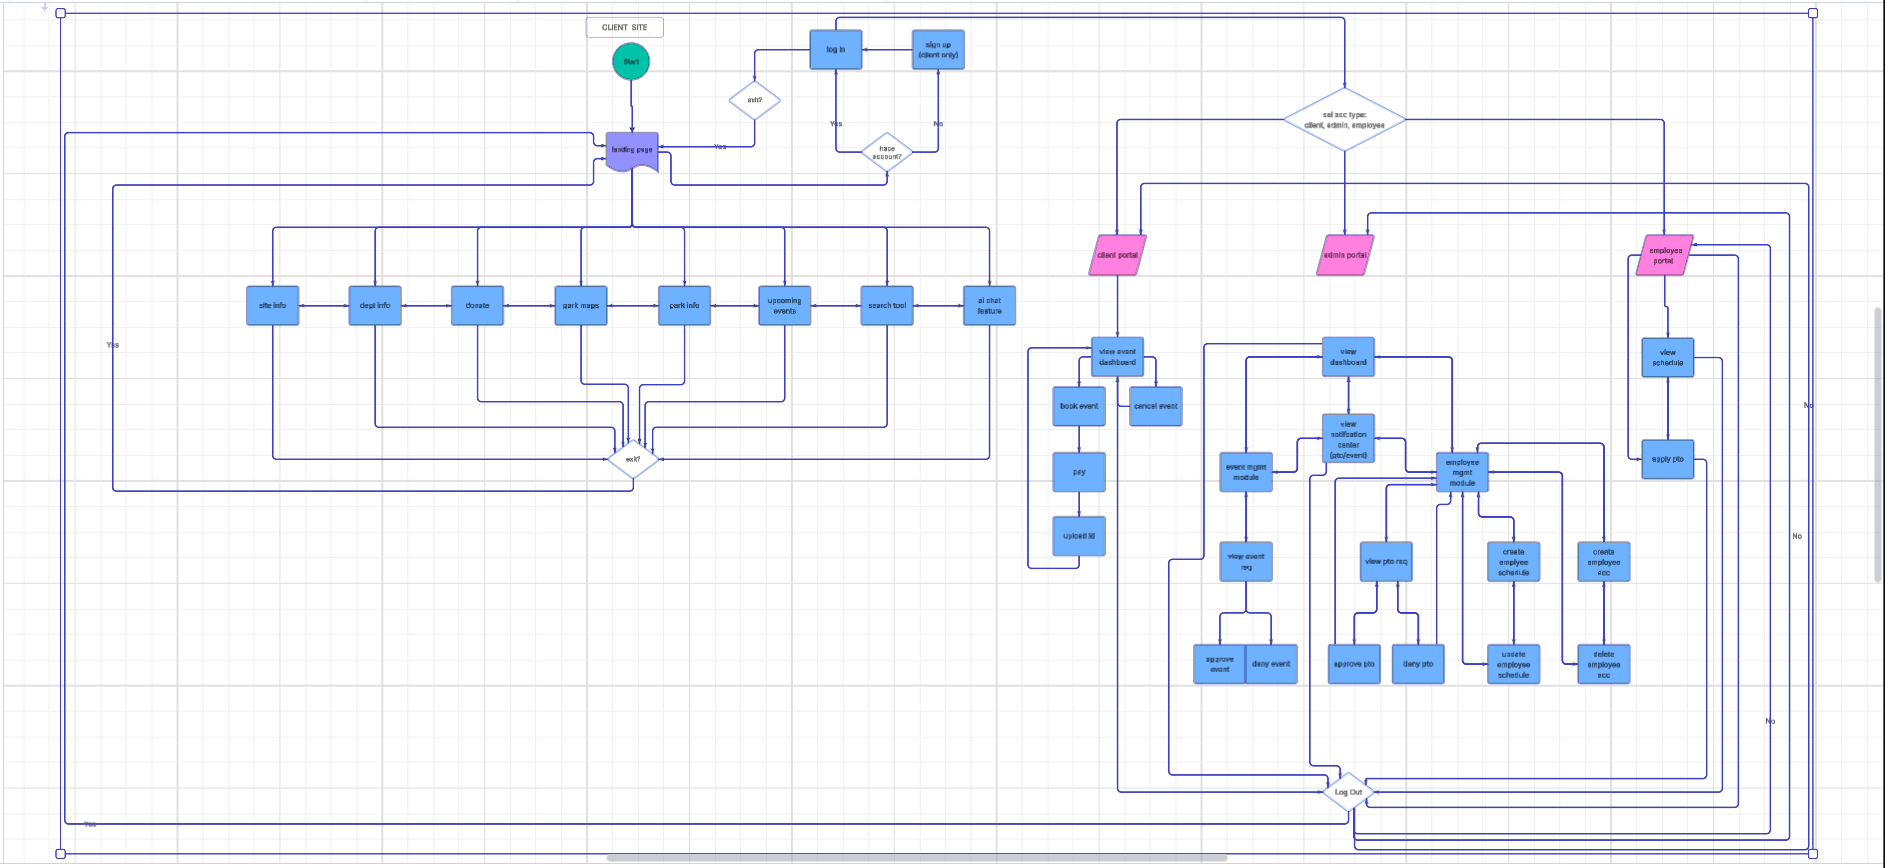 CLIENT SITE
Start
log in
sign up
(client only)
exit?
Yes
No
have
account?
landing page
Yes
sel acc type:
client, admin, employee
client portal
admin portal
employee
portal
site info
dept info
donate
park maps
park info
upcoming
events
search tool
ai chat
feature
Yes
exit?
view event
dashboard
book event
cancel event
pay
upload id
view
dashboard
view
notifcation
center
(pto/event)
event mgmt
module
employee
mgmt
module
view
schedule
apply pto
No
No
view event
req
view pto req
create
emplyee
schedule
create
employee
acc
approve
event
deny event
approve pto
deny pto
update
employee
schedule
delete
employee
acc
No
Log Out
Yes